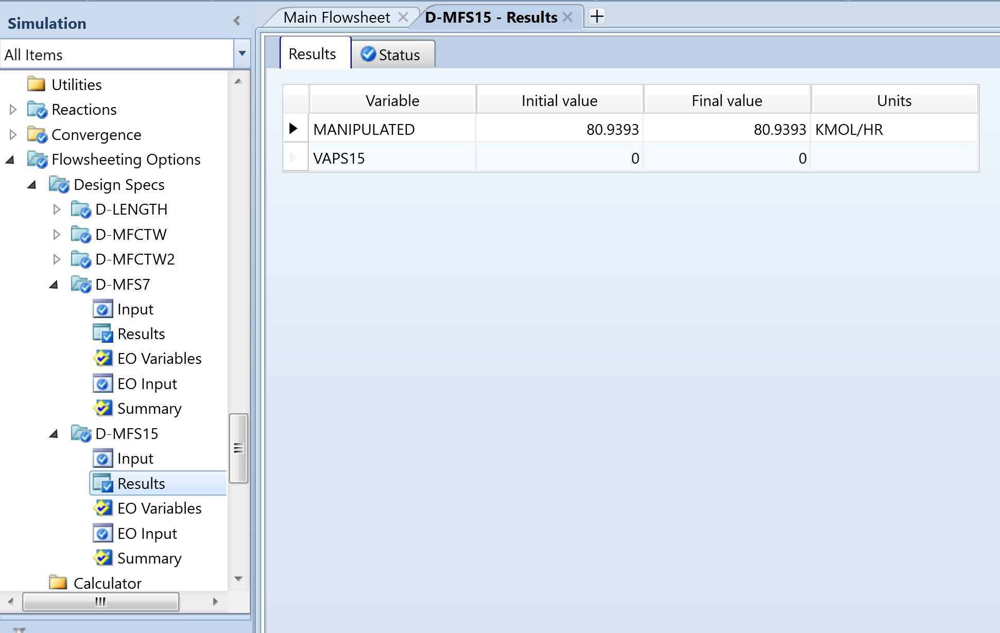 Simulation
All Items
Utilities
Reactions
Convergence
Flowsheeting Options
Design Specs
D-LENGTH
D-MFCTW
D-MFCTW2
D-MFS7
Input
Results
EO Variables
EO Input
Summary
D-MFS15
Input
Results
EO Variables
EO Input
Summary
Calculator
Main Flowsheet D-MFS15 - Results
Results Status
Variable Initial value Final value Units
MANIPULATED 80.9393 80.9393 KMOL/HR
VAPS15 0 0